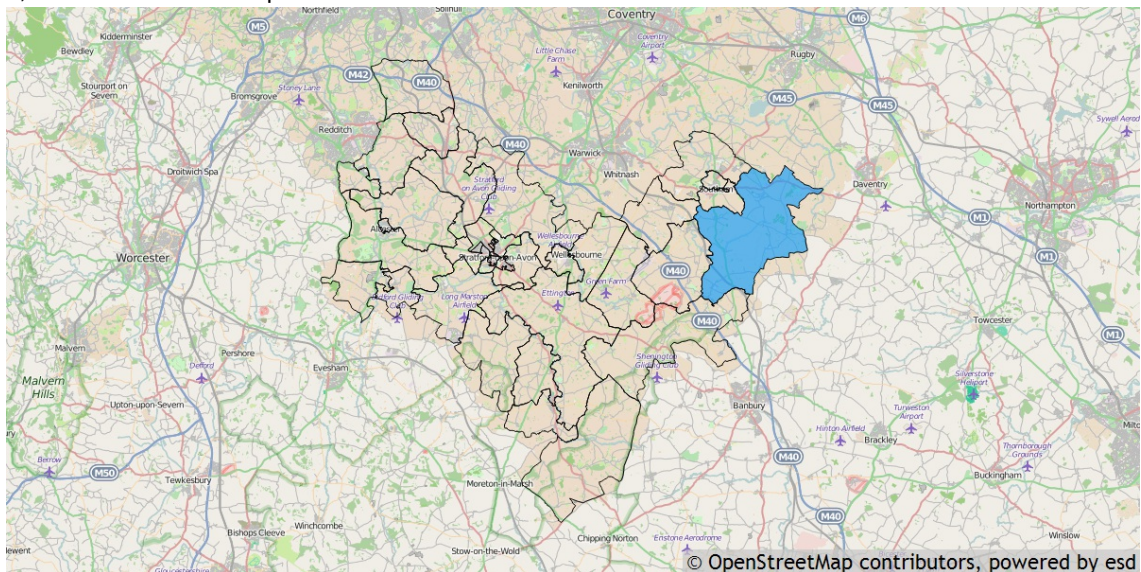 Kidderminster
Northfield
Solihull
Coventry
M5
M6
Bewdley
Little Chase
Farm
Coventry
Airport
Rugby
Stourport on
Severn
Stoney Lane
M42
M40
Kenilworth
M45
M45
Bromsgrove
Sywell Aerod
Redditch
M40
Warwick
Droitwich Spa
Whitnash
Daventry
Stratford
on Avon Gliding
Club
M1
Northampton
Worcester
Wellesbourne
Wellesbourne
Stratford-upon-Avon
M40
M1
Long Marston
Airfield
Ettington
Green Farm
M40
Towcester
Malvern
Pershore
Shenington
Gliding Club
M1
Defford
Evesham
Silverstone
Heliport
Malvern
Hills
Banbury
Upton-upon-Severn
Turweston
Airport
Hinton Airfield
Brackley
Thornborough
Grounds
Berrow
M50
M40
Tewkesbury
Moreton-in-Marsh
Buckingham
M40
Winchcombe
Bishops Cleeve
Chipping Norton
Winslow
Stow-on-the-Wold
Enstone Aerodrome
© OpenStreetMap contributors, powered by esd